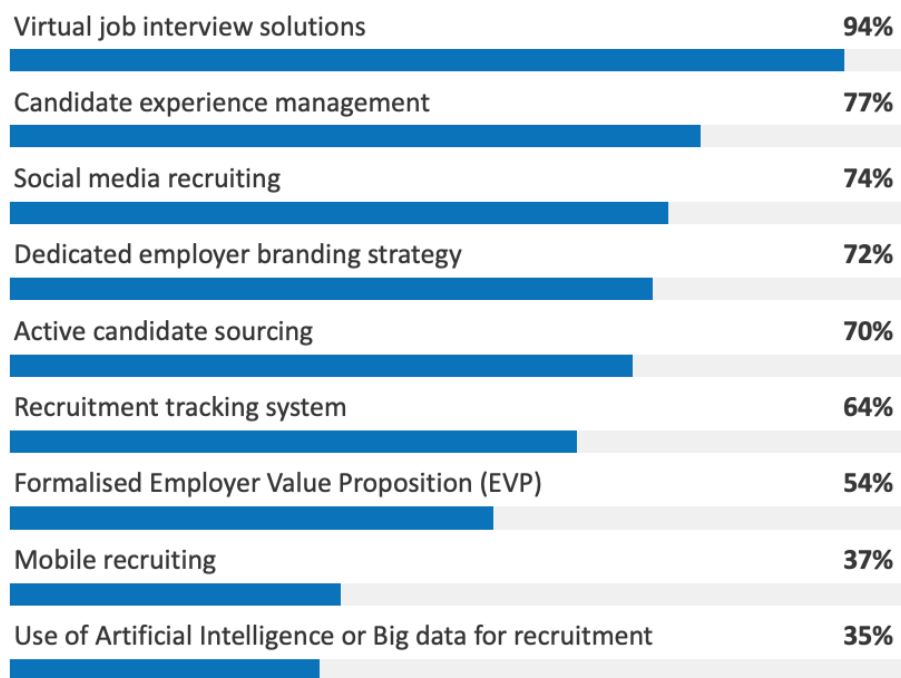 Virtual job interview solutions 94%
Candidate experience management 77%
Social media recruiting 74%
Dedicated employer branding strategy 72%
Active candidate sourcing 70%
Recruitment tracking system 64%
Formalised Employer Value Proposition (EVP) 54%
Mobile recruiting 37%
Use of Artificial Intelligence or Big data for recruitment 35%